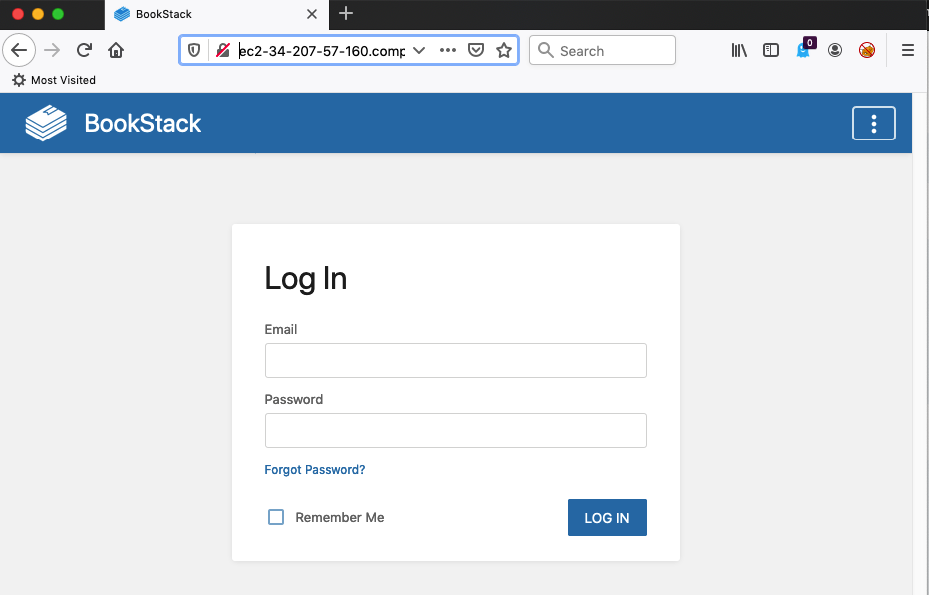 BookStack
ec2-34-207-57-160.comp
Search
0
Most Visited
BookStack
Log In
Email
Password
Forgot Password?
Remember Me
LOG IN